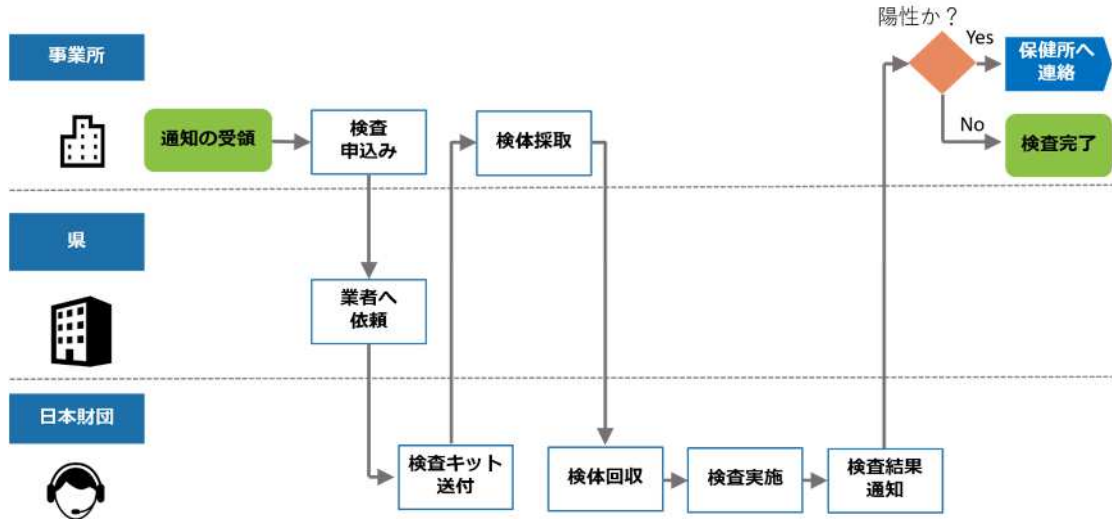 陽性か？
事業所
Yes
保健所へ
連絡
通知の受領
検査
申込み
検体採取
No
検査完了
県
業者へ
依頼
日本財団
検査キット
送付
検体回収
検査実施
検査結果
通知